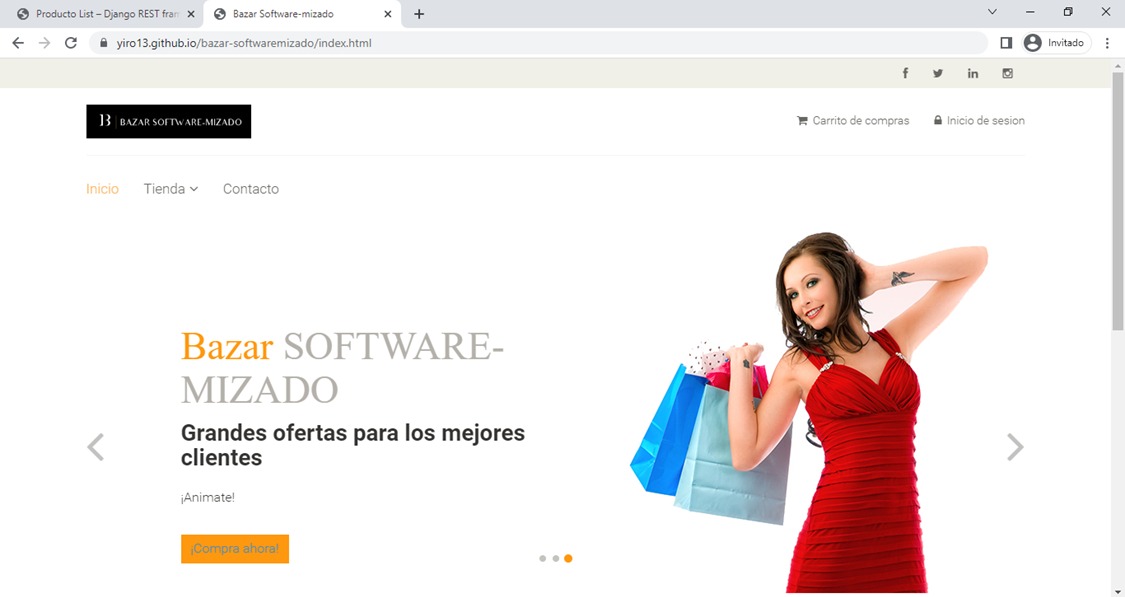 Producto List – Django REST fran
Bazar Software-mizado
yiro13.github.io/bazar-softwaremizado/index.html
Invitado
B BAZAR SOFTWARE-MIZADO
Carrito de compras
Inicio de sesion
Inicio
Tienda
Contacto
Bazar SOFTWARE-
MIZADO
Grandes ofertas para los mejores
clientes
¡Animate!
¡Compra ahora!